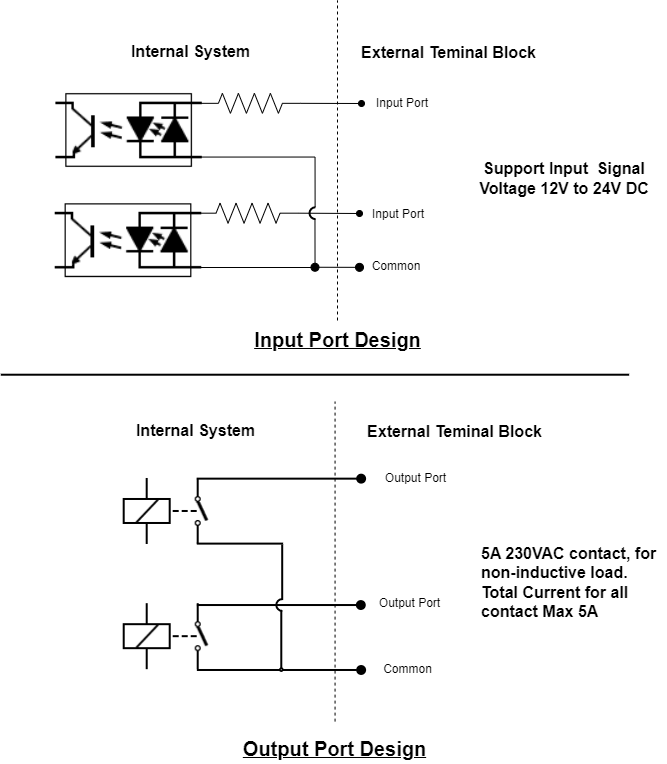 Internal System
External Teminal Block
Input Port
Support Input Signal
Voltage 12V to 24V DC
Input Port
Common
Input Port Design
Internal System
External Teminal Block
Output Port
5A 230VAC contact, for
non-inductive load.
Total Current for all
contact Max 5A
Output Port
Common
Output Port Design